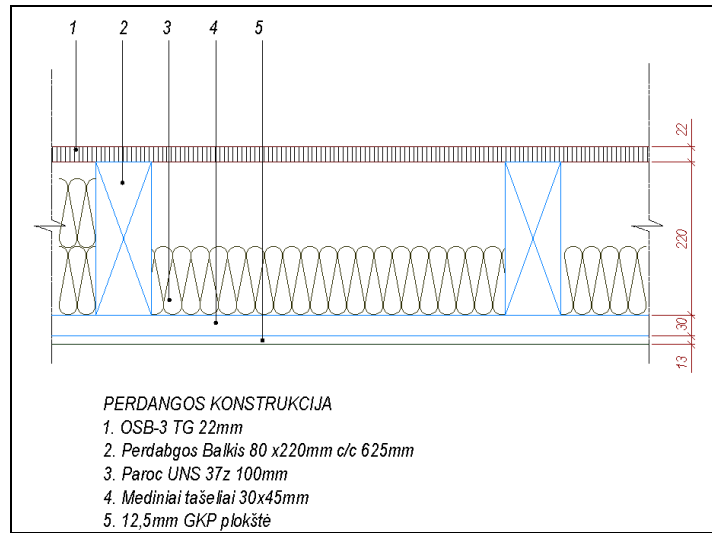 1 2 3 4 5
22
220
30
13
PERDANGOS KONSTRUKCIJA
1. OSB-3 TG 22mm
2. Perdabgos Balkis 80 x220mm c/c 625mm
3. Paroc UNS 37z 100mm
4. Mediniai tašeliai 30x45mm
5. 12,5mm GKP plokštė